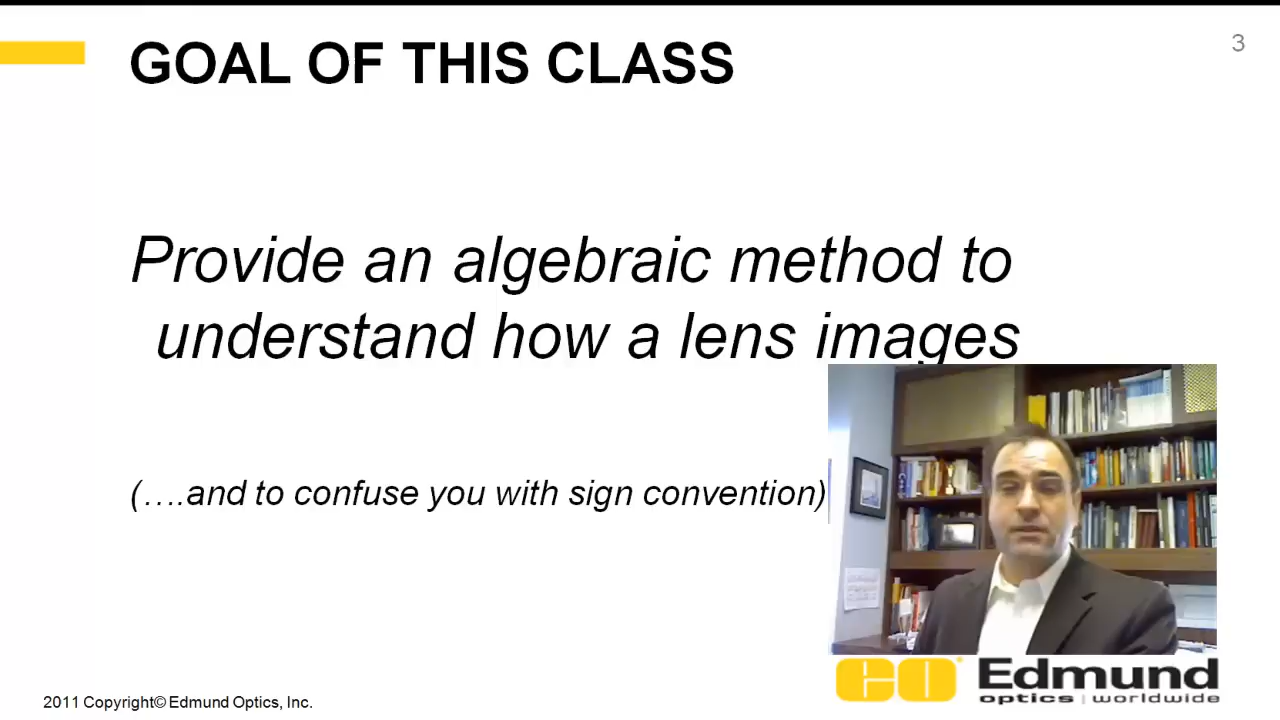 GOAL OF THIS CLASS
3
Provide an algebraic method to
understand how a lens images
(….and to confuse you with sign convention)
EO
Edmund
optics | worldwide
2011 Copyright© Edmund Optics, Inc.